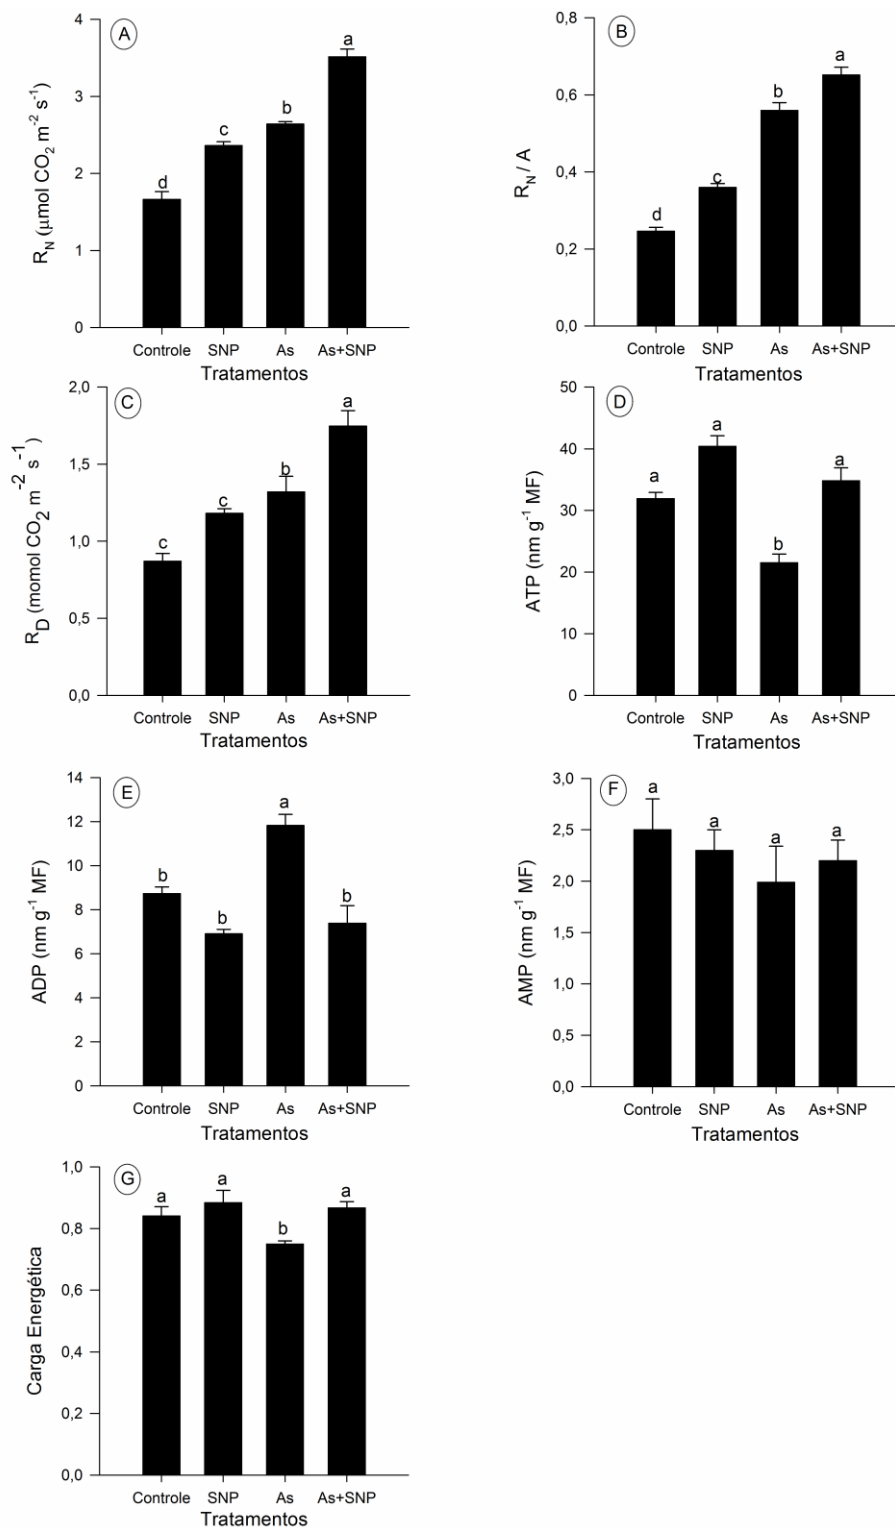 A
R_N (µmol CO₂ m⁻² s⁻¹)
4
3
2
1
0
d
c
b
a
Controle SNP As As+SNP
Tratamentos
B
R_N / A
0,8
0,6
0,4
0,2
0,0
d
c
b
a
Controle SNP As As+SNP
Tratamentos
C
R_D (momol CO₂ m⁻² s⁻¹)
2,0
1,5
1,0
0,5
0,0
c
c
b
a
Controle SNP As As+SNP
Tratamentos
D
ATP (nm g⁻¹ MF)
50
40
30
20
10
0
a
a
b
a
Controle SNP As As+SNP
Tratamentos
E
ADP (nm g⁻¹ MF)
14
12
10
8
6
4
2
0
b
b
a
b
Controle SNP As As+SNP
Tratamentos
F
AMP (nm g⁻¹ MF)
3,0
2,5
2,0
1,5
1,0
0,5
0,0
a
a
a
a
Controle SNP As As+SNP
Tratamentos
G
Carga Energética
1,0
0,8
0,6
0,4
0,2
0,0
a
a
b
a
Controle SNP As As+SNP
Tratamentos